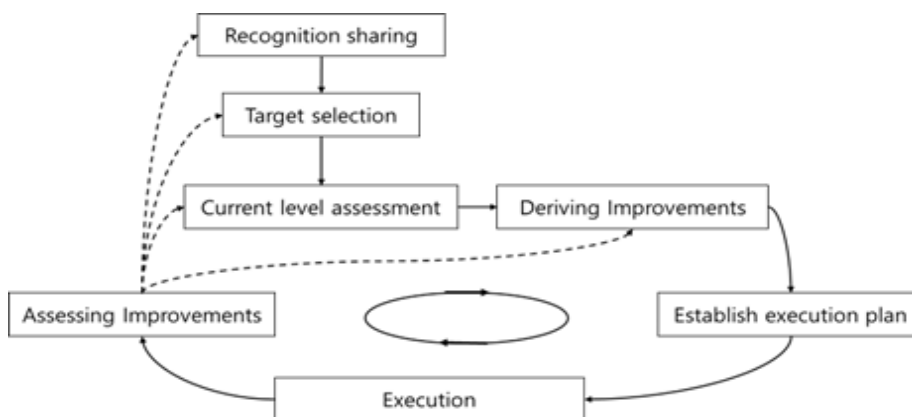 Recognition sharing
Target selection
Current level assessment
Deriving Improvements
Assessing Improvements
Establish execution plan
Execution